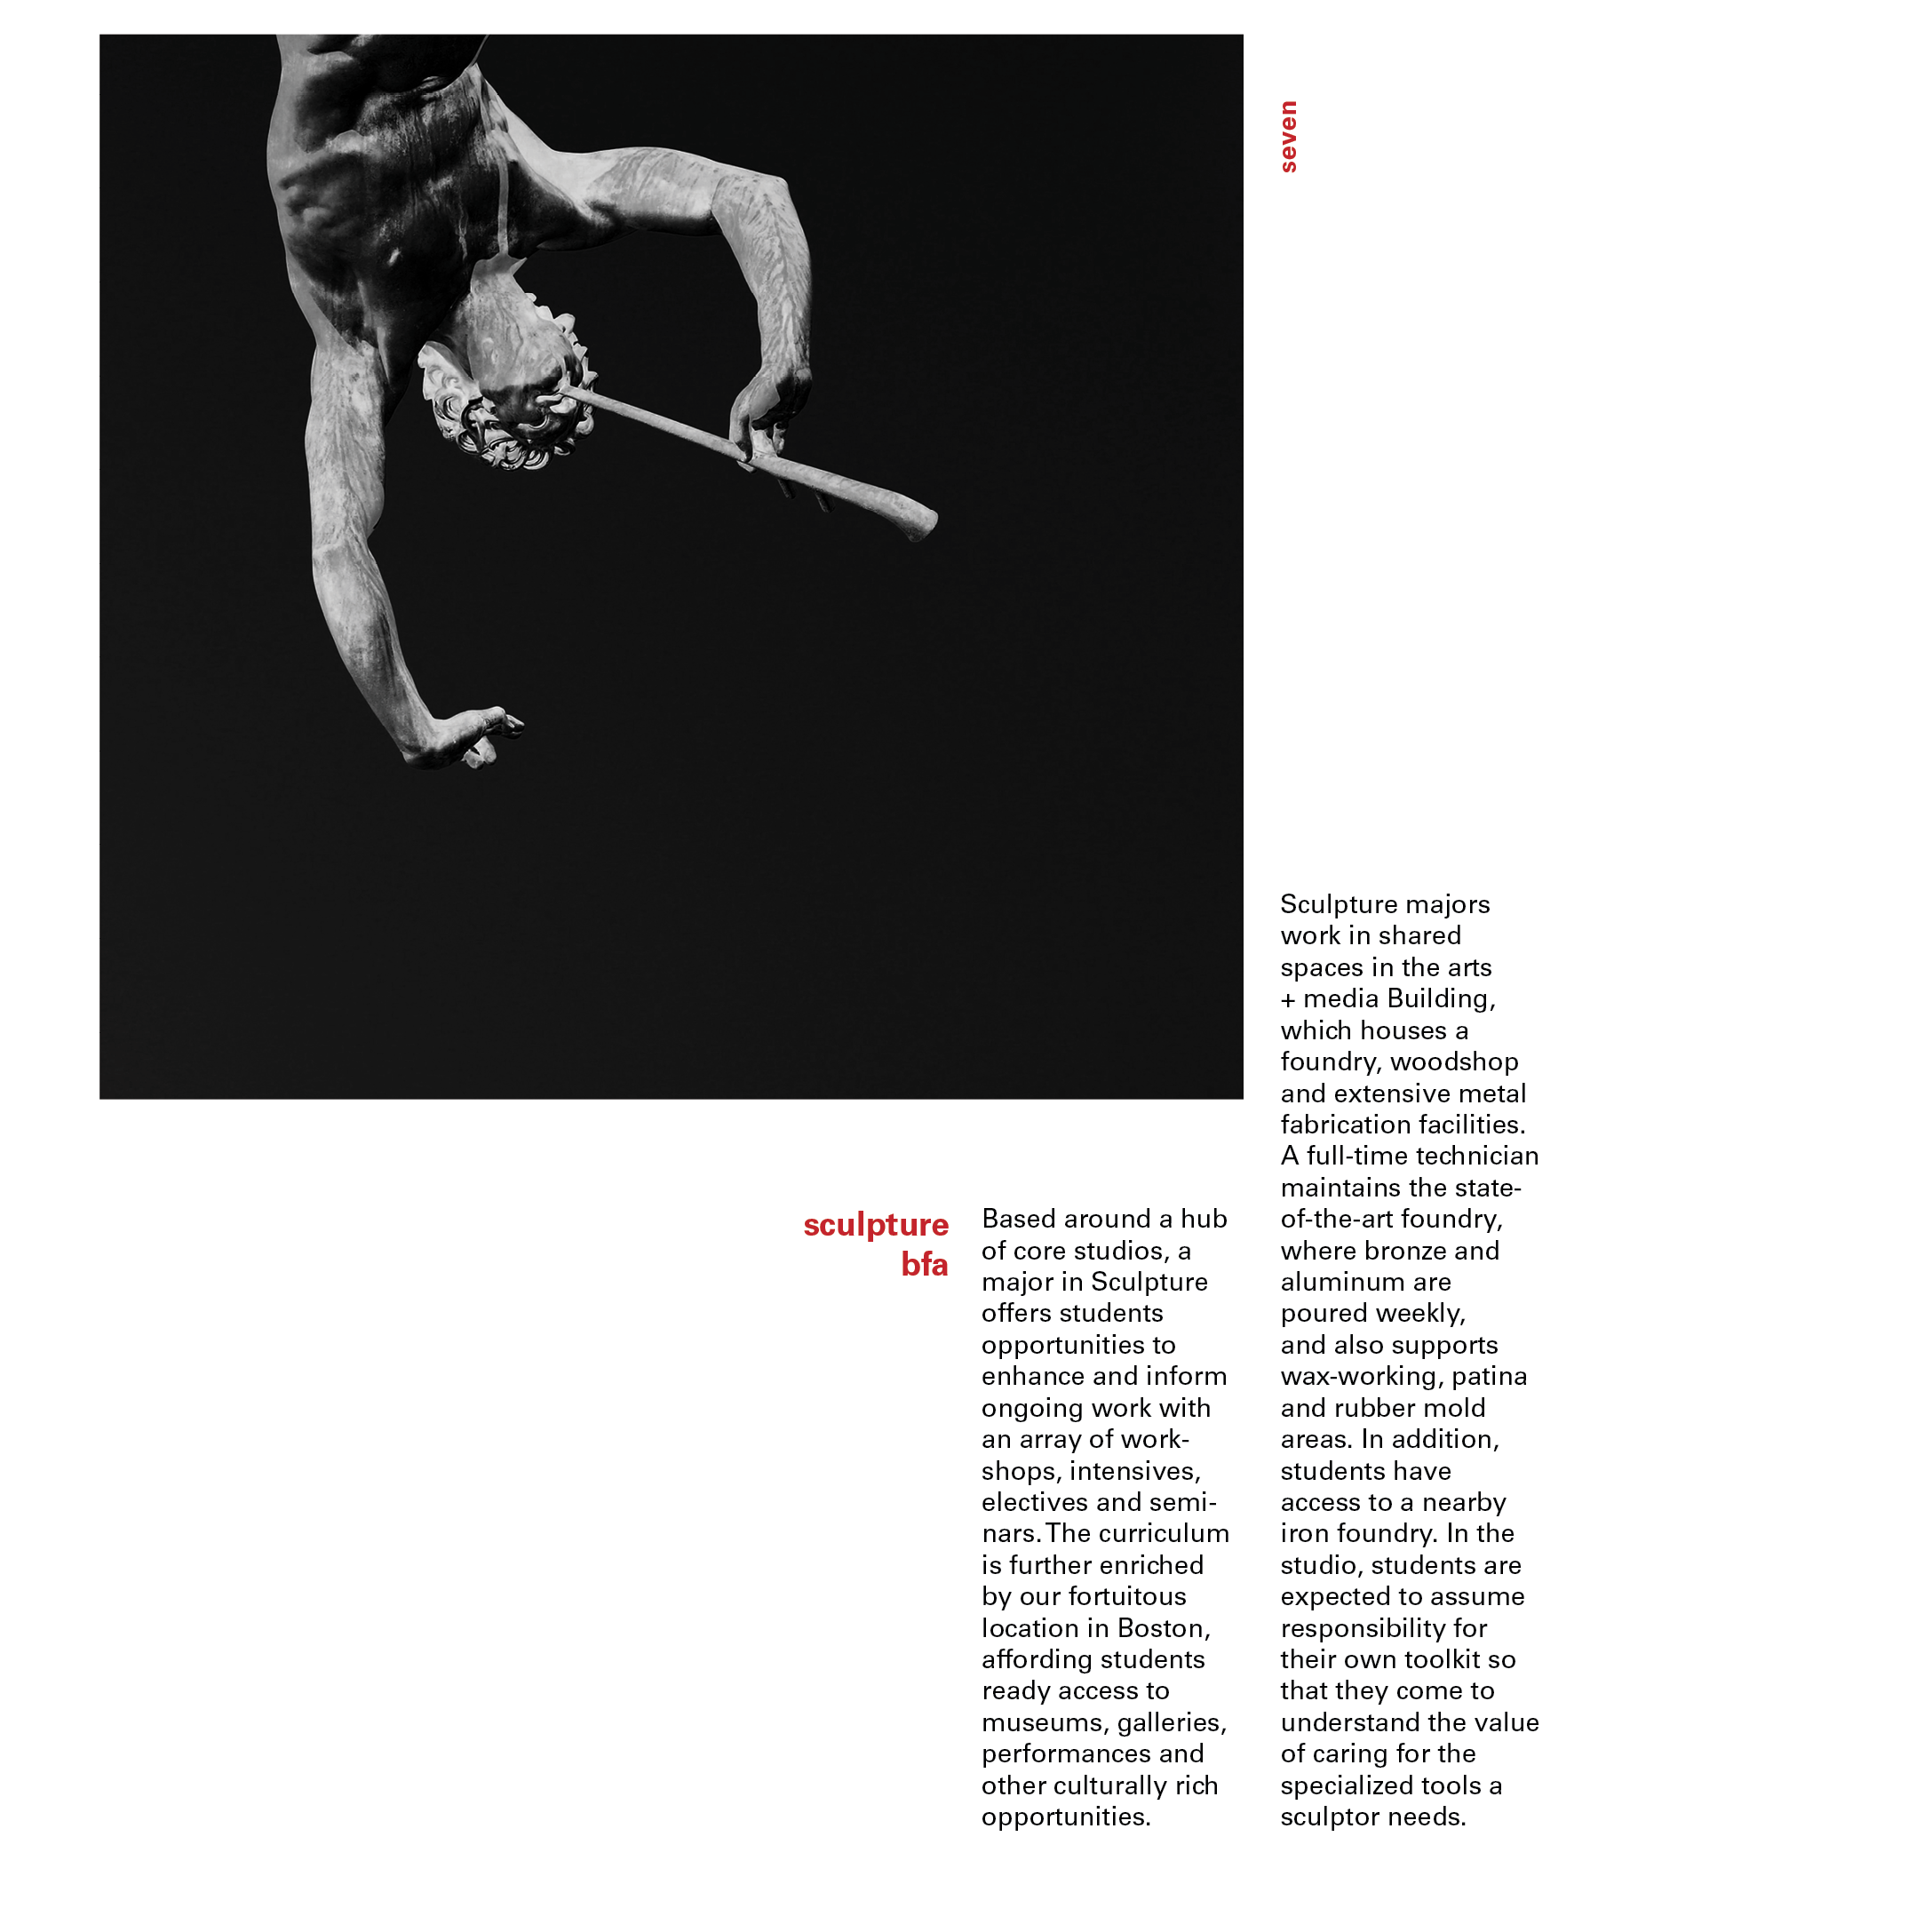 seven
sculpture
bfa
Based around a hub
of core studios, a
major in Sculpture
offers students
opportunities to
enhance and inform
ongoing work with
an array of work-
shops, intensives,
electives and semi-
nars. The curriculum
is further enriched
by our fortuitous
location in Boston,
affording students
ready access to
museums, galleries,
performances and
other culturally rich
opportunities.
Sculpture majors
work in shared
spaces in the arts
+ media Building,
which houses a
foundry, woodshop
and extensive metal
fabrication facilities.
A full-time technician
maintains the state-
of-the-art foundry,
where bronze and
aluminum are
poured weekly,
and also supports
wax-working, patina
and rubber mold
areas. In addition,
students have
access to a nearby
iron foundry. In the
studio, students are
expected to assume
responsibility for
their own toolkit so
that they come to
understand the value
of caring for the
specialized tools a
sculptor needs.